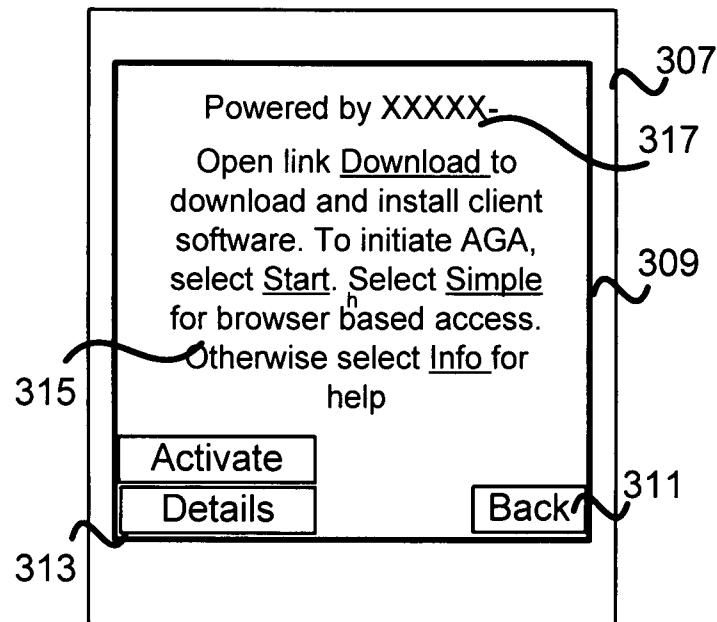 307
Powered by XXXXX-
317
Open link Download to
download and install client
software. To initiate AGA,
select Start. Select Simple
309
h
for browser based access.
Otherwise select Info for
315
help
Activate
Details
Back
311
313